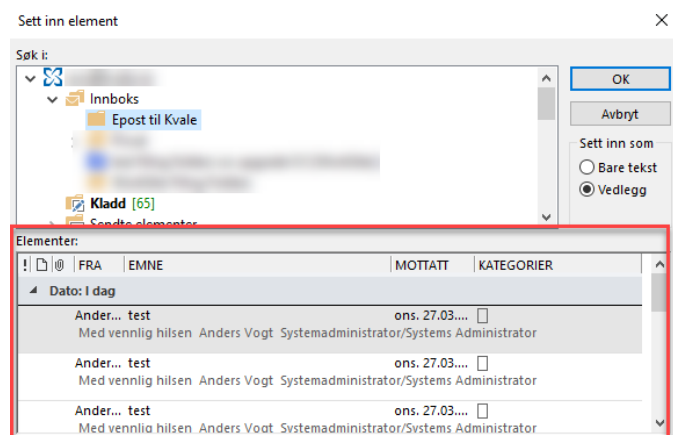 Sett inn element
Søk i:
Innboks
Epost til Kvale
Kladd [65]
Sendte elementer
OK
Avbryt
Sett inn som
Bare tekst
Vedlegg
Elementer:
! FRA EMNE MOTTATT KATEGORIER
Dato: I dag
Ander... test ons. 27.03....
Med vennlig hilsen Anders Vogt Systemadministrator/Systems Administrator
Ander... test ons. 27.03....
Med vennlig hilsen Anders Vogt Systemadministrator/Systems Administrator
Ander... test ons. 27.03....
Med vennlig hilsen Anders Vogt Systemadministrator/Systems Administrator